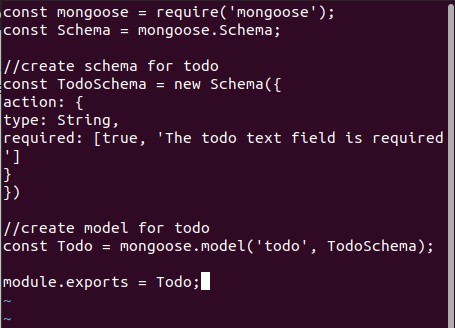 const mongoose = require('mongoose');
const Schema = mongoose.Schema;

//create schema for todo
const TodoSchema = new Schema({
action: {
type: String,
required: [true, 'The todo text field is required
']
}
})

//create model for todo
const Todo = mongoose.model('todo', TodoSchema);

module.exports = Todo;
~
~